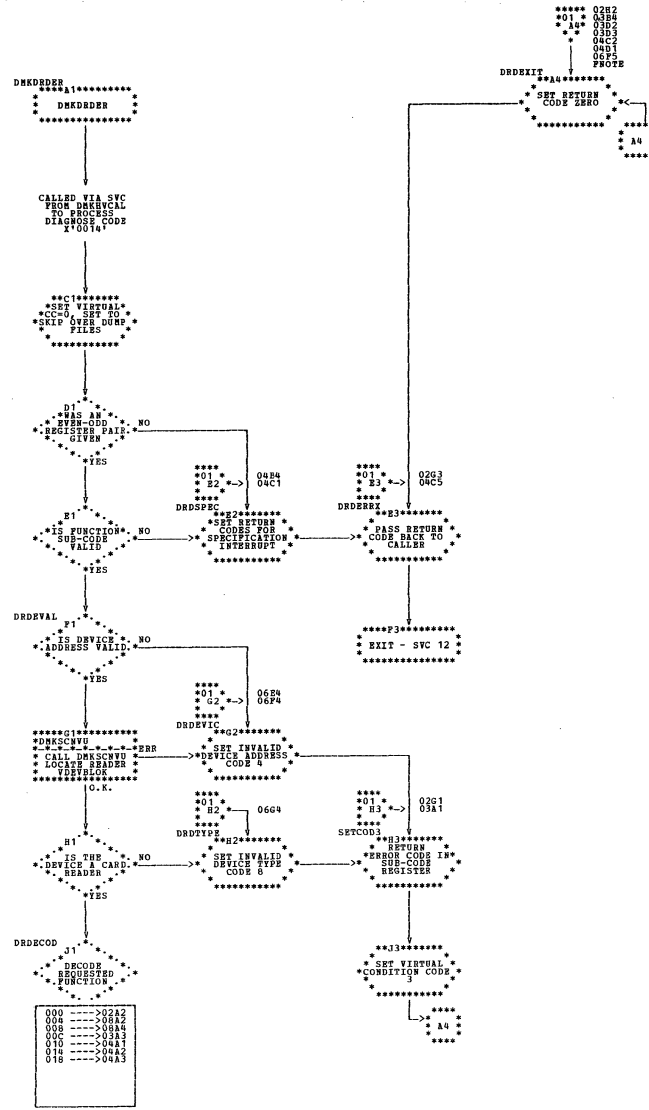 02H2
*01 * 03B4
A4* 03D2
03D3
04C2
04D1
06F5
PNOTE
DRDEXIT
**A4*******
SET RETURN
CODE ZERO
A4
DMKDRDER
****A1*********
DMKDRDER
CALLED VIA SVC
FROM DMKHVCAL
TO PROCESS
DIAGNOSE CODE
X'0014'
**C1*******
*SET VIRTUAL*
*CC=0, SET TO
*SKIP OVER DUMP
FILES
D1
*WAS AN
EVEN-ODD
REGISTER PAIR
GIVEN
NO
*YES
*01 *
E2 *-> 04B4
04C1
DRDSPEC
**E2*******
*SET RETURN
CODES FOR
SPECIFICATION
INTERRUPT
*01 *
E3 *-> 02G3
04C5
DRDERRX
**E3*******
PASS RETURN
CODE BACK TO
CALLER
E1
*IS FUNCTION*
SUB-CODE
VALID
NO
*YES
DRDEVAL
F1
IS DEVICE
ADDRESS VALID
NO
*YES
****F3*********
EXIT - SVC 12
*01 *
G2 *-> 06E4
06F4
DRDEVIC
**G2*******
SET INVALID
DEVICE ADDRESS
CODE 4
*****G1*********
*DMKSCNVU
*-*-*-*-*-*-*-*-*ERR
CALL DMKSCNVU
LOCATE READER
VDEVBLOK
O.K.
*01 *
H2 *-> 06G4
DRDTYPE
**H2*******
SET INVALID
DEVICE TYPE
CODE 8
*01 *
H3 *-> 02G1
03A1
SETCOD3
**H3*******
RETURN
*ERROR CODE IN
SUB-CODE
REGISTER
H1
IS THE
DEVICE A CARD
READER
NO
*YES
DRDECOD
J1
DECODE
REQUESTED
FUNCTION
**J3*******
SET VIRTUAL
*CONDITION CODE
3
A4
000 ---->02A2
004 ---->08A2
008 ---->08A4
00C ---->03A3
010 ---->04A1
014 ---->04A2
018 ---->04A3